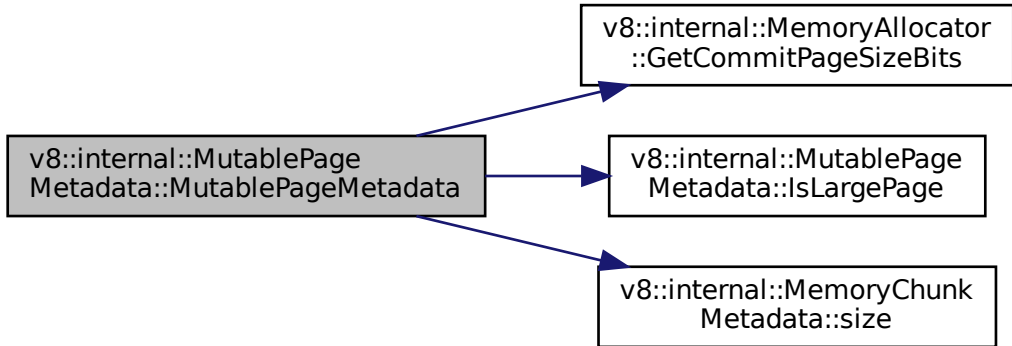 v8::internal::MemoryAllocator
::GetCommitPageSizeBits
v8::internal::MutablePage
Metadata::MutablePageMetadata
v8::internal::MutablePage
Metadata::IsLargePage
v8::internal::MemoryChunk
Metadata::size